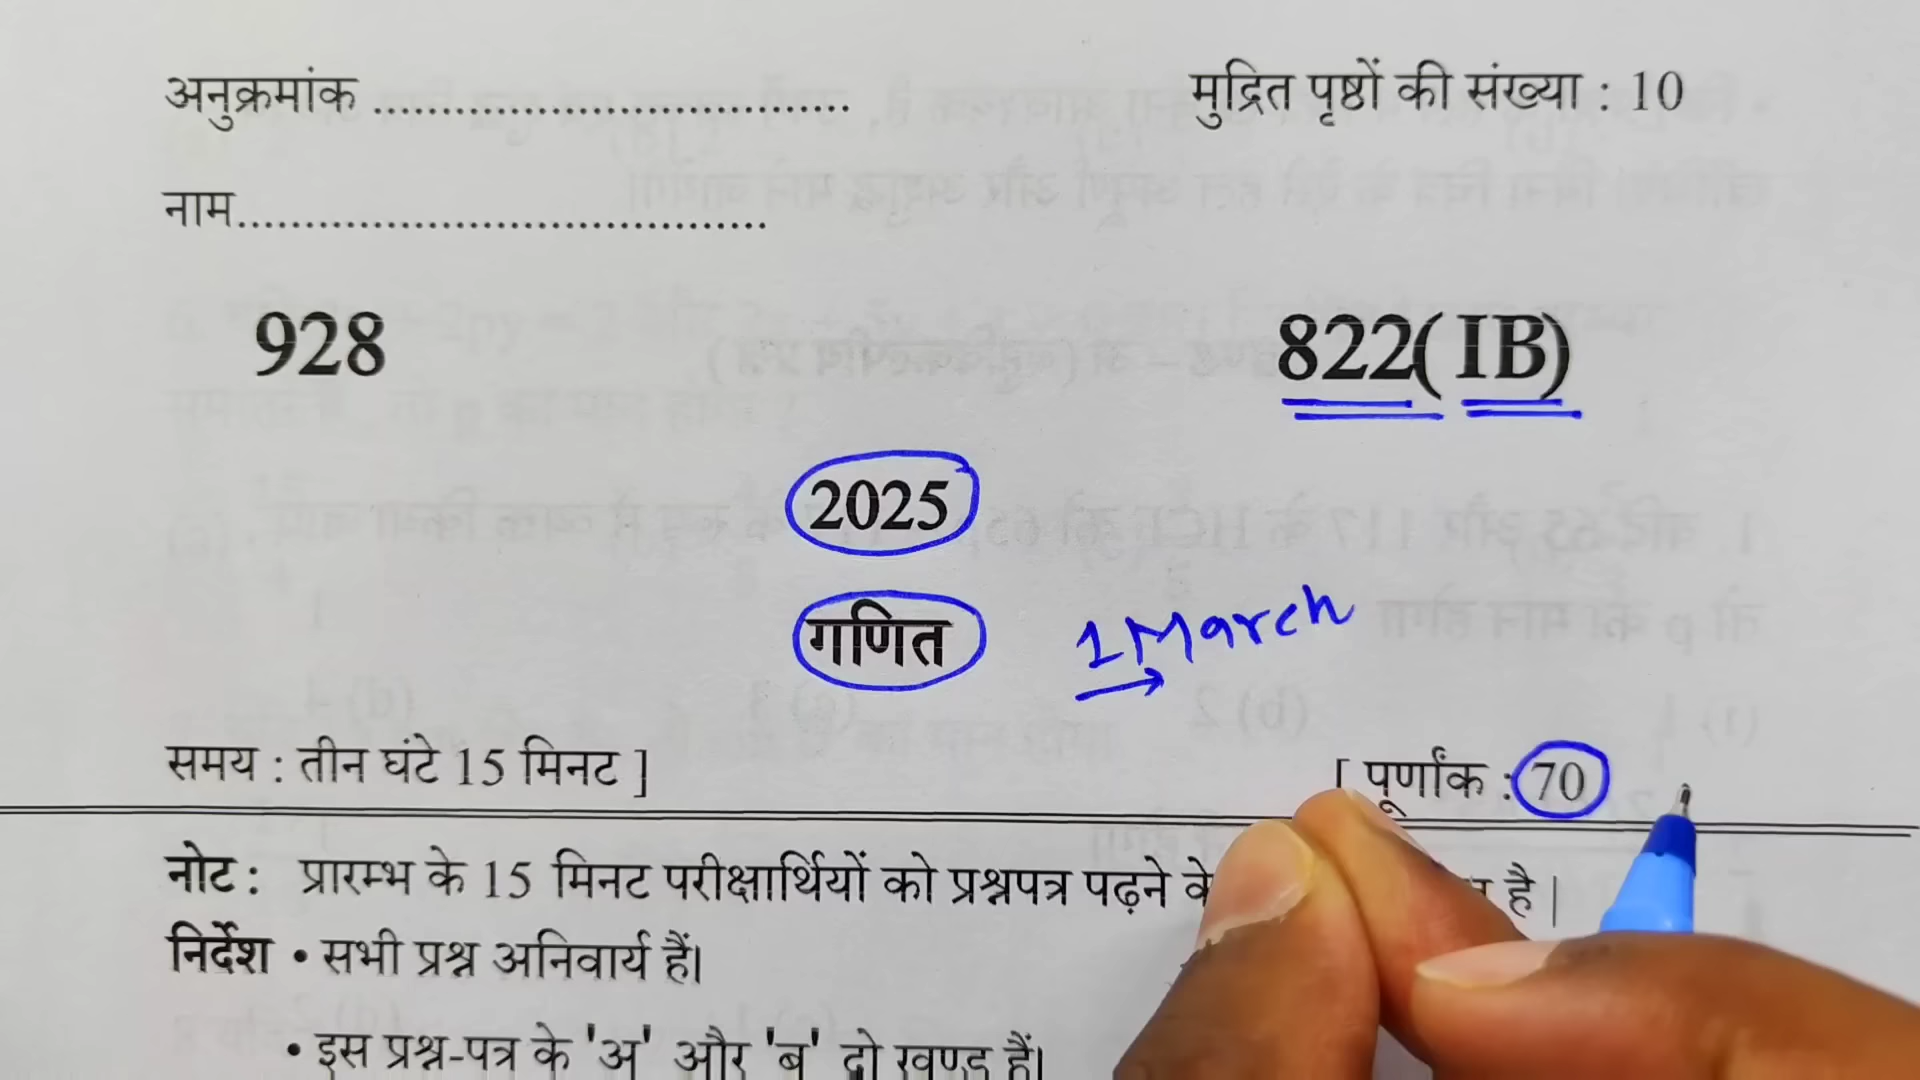 अनुक्रमांक .................................... मुद्रित पृष्ठों की संख्या : 10
नाम........................................
928 822( IB)
2025
गणित 1 March
समय : तीन घंटे 15 मिनट ] [ पूर्णांक : 70
नोट : प्रारम्भ के 15 मिनट परीक्षार्थियों को प्रश्नपत्र पढ़ने के है |
निर्देश • सभी प्रश्न अनिवार्य हैं।
• इस प्रश्न-पत्र के 'अ' और 'ब' दो खण्ड हैं।